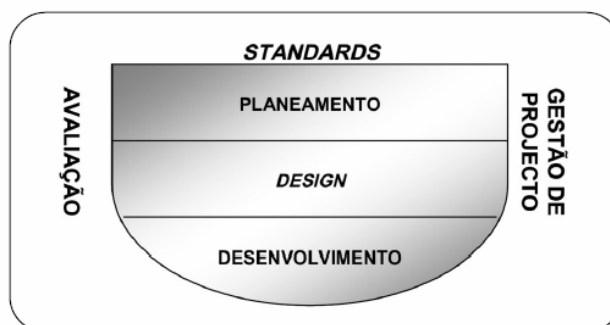 STANDARDS
AVALIAÇÃO
PLANEAMENTO
DESIGN
DESENVOLVIMENTO
GESTÃO DE
PROJECTO